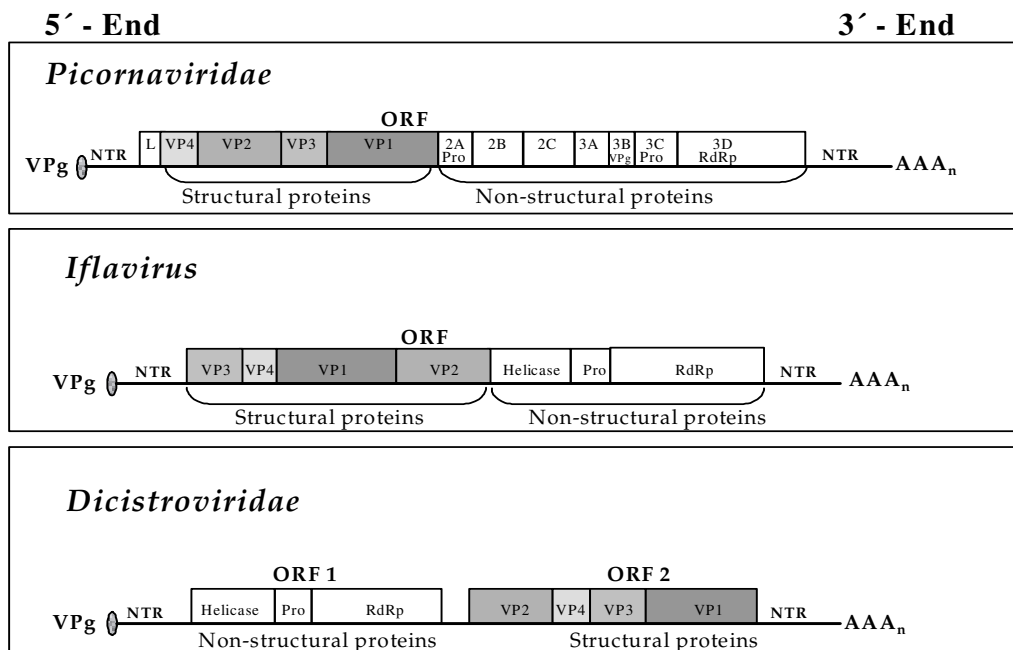 5´ - End 3´ - End
Picornaviridae
ORF
L VP4 VP2 VP3 VP1 2A Pro 2B 2C 3A 3B VPg 3C Pro 3D RdRp
VPg NTR NTR AAAn
Structural proteins Non-structural proteins
Iflavirus
ORF
VP3 VP4 VP1 VP2 Helicase Pro RdRp
VPg NTR NTR AAAn
Structural proteins Non-structural proteins
Dicistroviridae
ORF 1 ORF 2
Helicase Pro RdRp VP2 VP4 VP3 VP1
VPg NTR NTR AAAn
Non-structural proteins Structural proteins